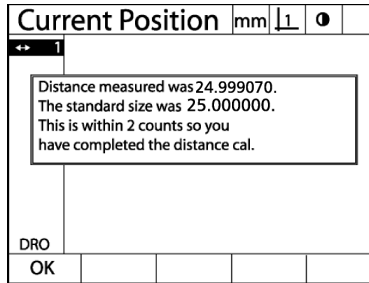 Current Position mm 1
↔ 1
Distance measured was 24.999070.
The standard size was 25.000000.
This is within 2 counts so you
have completed the distance cal.
DRO
OK